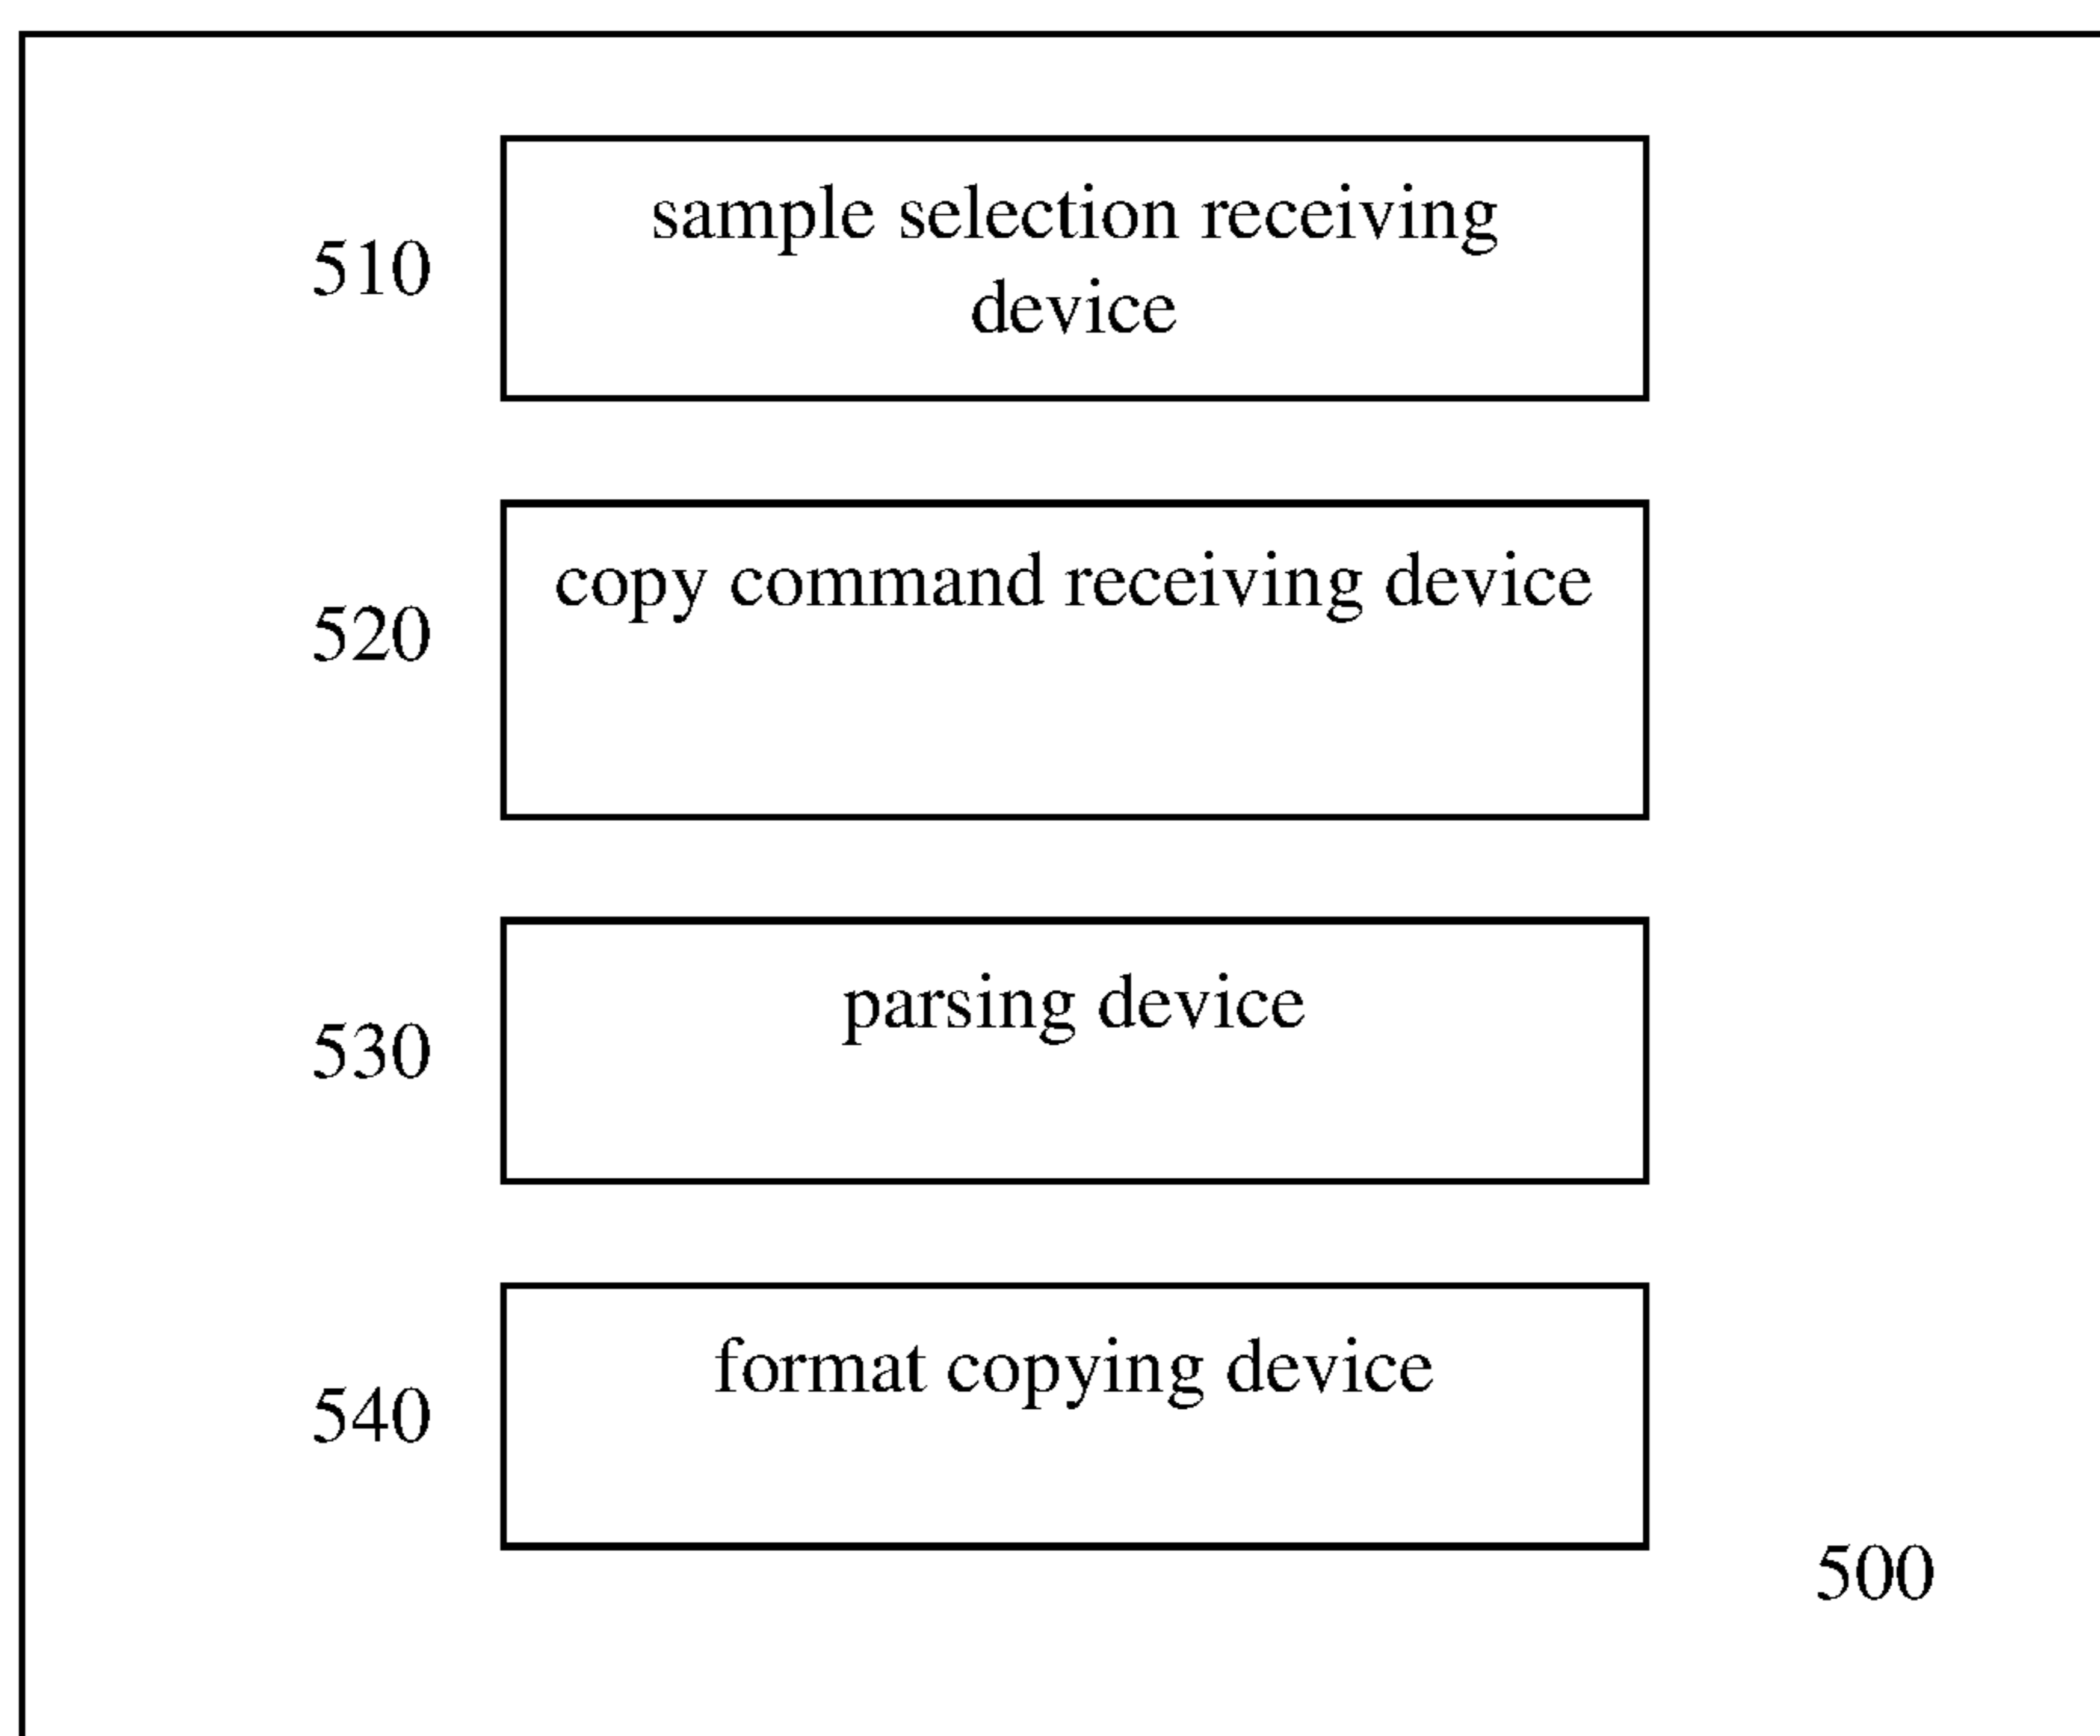 sample selection receiving
device
510
copy command receiving device
520
parsing device
530
format copying device
540
500